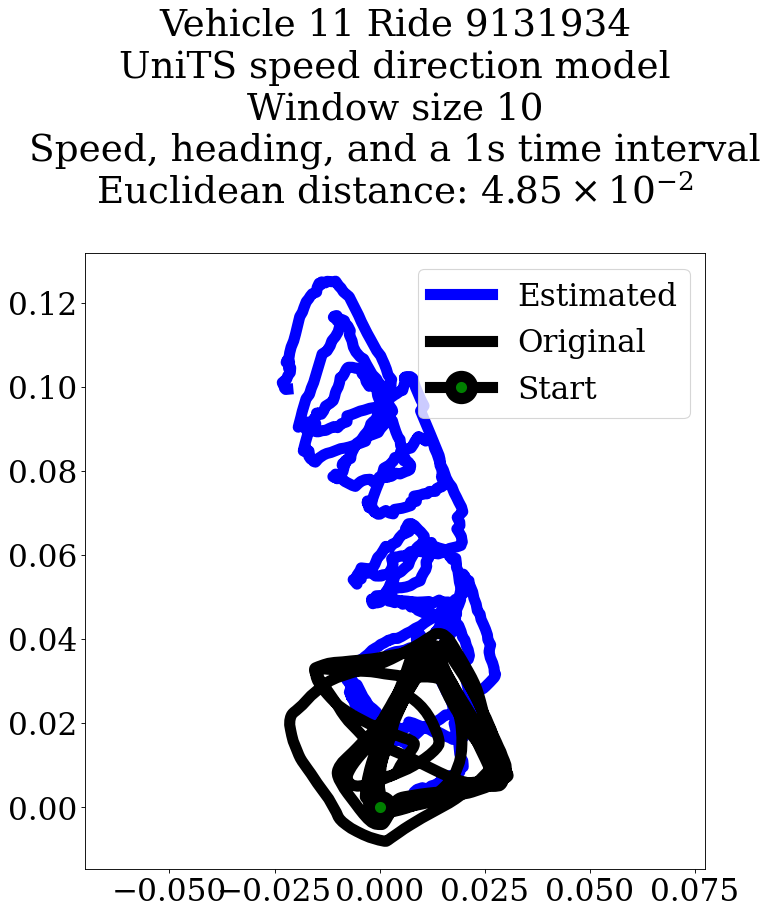 Vehicle 11 Ride 9131934
UniTS speed direction model
Window size 10
Speed, heading, and a 1s time interval
Euclidean distance: 4.85 × 10⁻²
Estimated
Original
Start
0.12
0.10
0.08
0.06
0.04
0.02
0.00
−0.050 −0.025 0.000 0.025 0.050 0.075